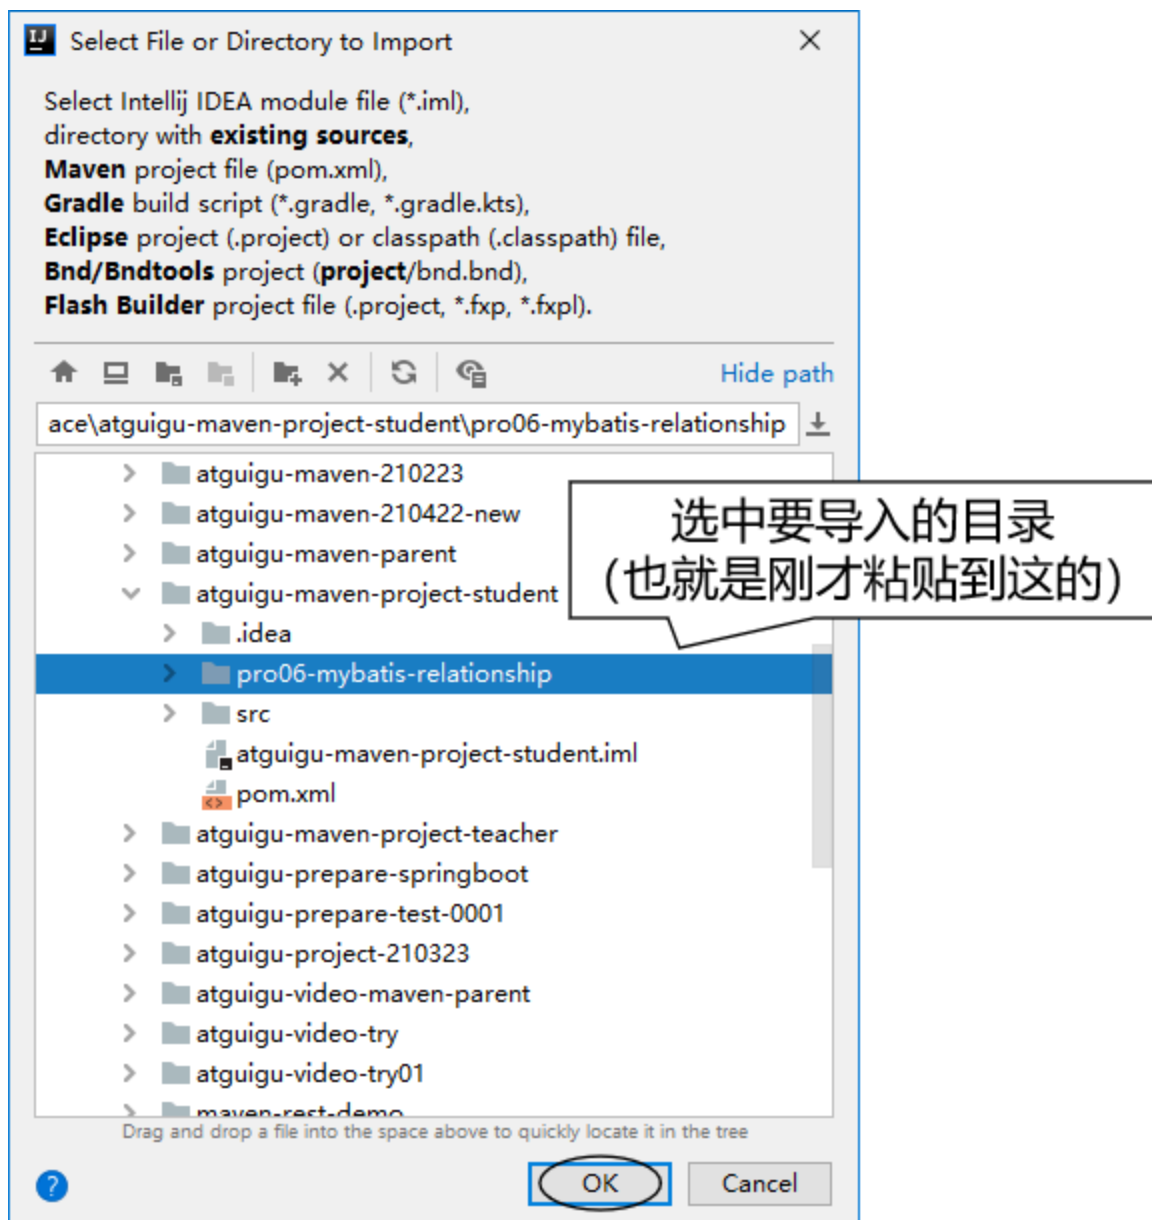 Select File or Directory to Import
Select Intellij IDEA module file (*.iml),
directory with existing sources,
Maven project file (pom.xml),
Gradle build script (*.gradle, *.gradle.kts),
Eclipse project (.project) or classpath (.classpath) file,
Bnd/Bndtools project (project/bnd.bnd),
Flash Builder project file (.project, *.fxp, *.fxpl).
Hide path
ace\atguigu-maven-project-student\pro06-mybatis-relationship
atguigu-maven-210223
atguigu-maven-210422-new
atguigu-maven-parent
atguigu-maven-project-student
选中要导入的目录
（也就是刚才粘贴到这的）
.idea
pro06-mybatis-relationship
src
atguigu-maven-project-student.iml
pom.xml
atguigu-maven-project-teacher
atguigu-prepare-springboot
atguigu-prepare-test-0001
atguigu-project-210323
atguigu-video-maven-parent
atguigu-video-try
atguigu-video-try01
maven-rest-demo
Drag and drop a file into the space above to quickly locate it in the tree
?
OK
Cancel